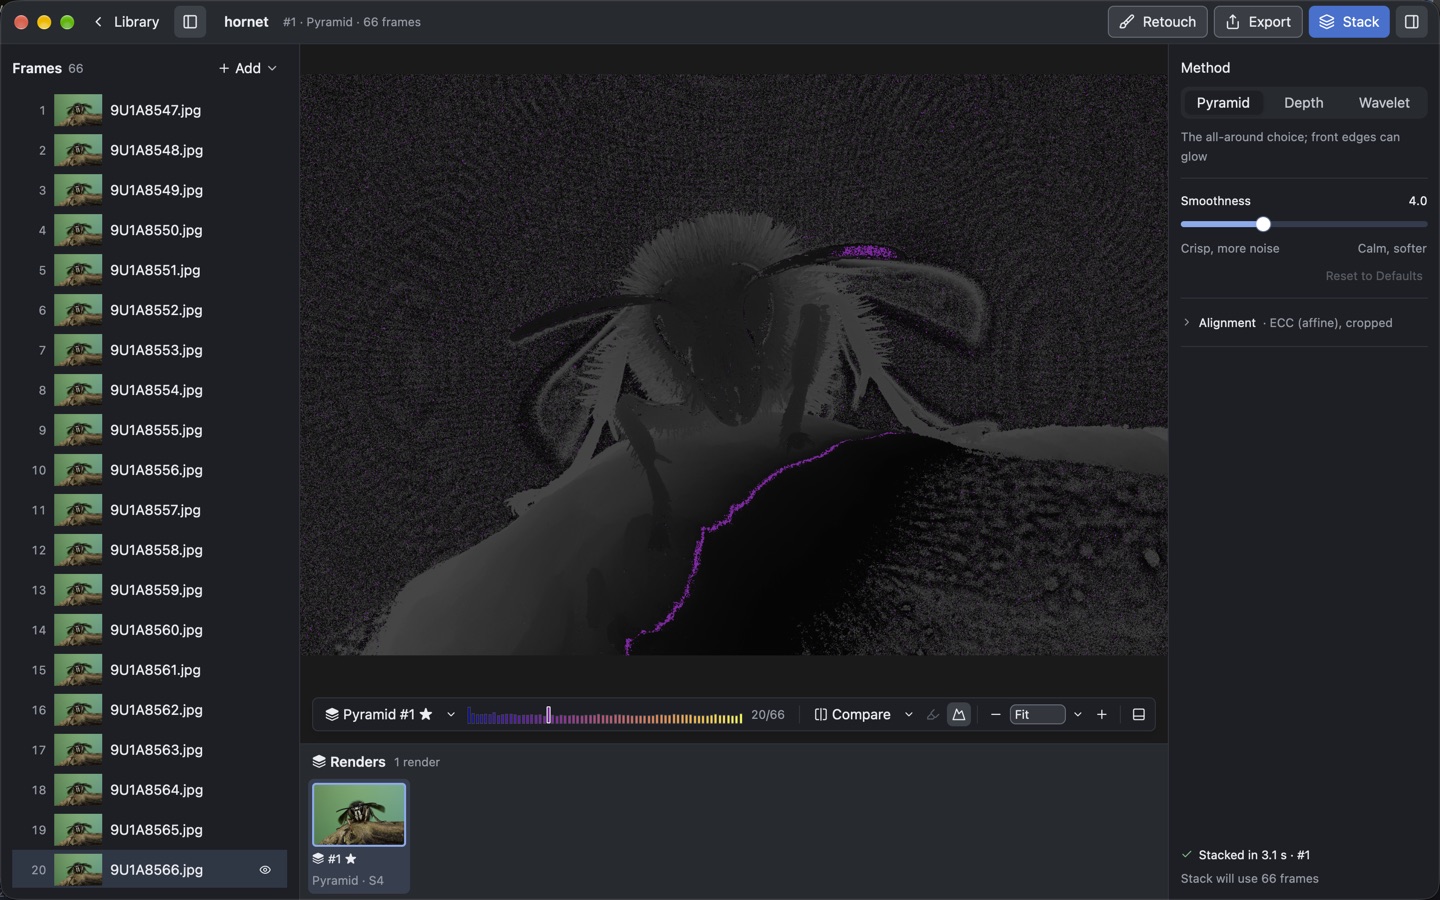 Library
hornet
#1 · Pyramid · 66 frames
Retouch
Export
Stack
Frames 66
Add
1 9U1A8547.jpg
2 9U1A8548.jpg
3 9U1A8549.jpg
4 9U1A8550.jpg
5 9U1A8551.jpg
6 9U1A8552.jpg
7 9U1A8553.jpg
8 9U1A8554.jpg
9 9U1A8555.jpg
10 9U1A8556.jpg
11 9U1A8557.jpg
12 9U1A8558.jpg
13 9U1A8559.jpg
14 9U1A8560.jpg
15 9U1A8561.jpg
16 9U1A8562.jpg
17 9U1A8563.jpg
18 9U1A8564.jpg
19 9U1A8565.jpg
20 9U1A8566.jpg
Pyramid #1
20/66
Compare
Fit
Renders 1 render
#1
Pyramid · S4
Method
Pyramid Depth Wavelet
The all-around choice; front edges can
glow
Smoothness 4.0
Crisp, more noise Calm, softer
Reset to Defaults
Alignment · ECC (affine), cropped
Stacked in 3.1 s · #1
Stack will use 66 frames